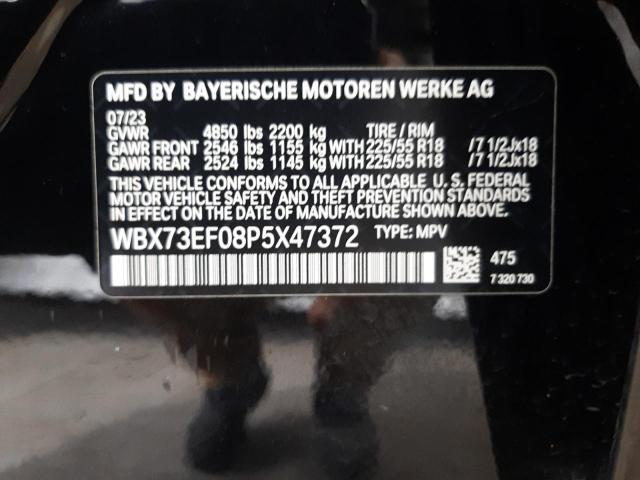 MFD BY BAYERISCHE MOTOREN WERKE AG
07/23
GVWR 4850 lbs 2200 kg TIRE / RIM
GAWR FRONT 2546 lbs 1155 kg WITH 225/55 R18 /7 1/2Jx18
GAWR REAR 2524 lbs 1145 kg WITH 225/55 R18 /7 1/2Jx18
THIS VEHICLE CONFORMS TO ALL APPLICABLE U. S. FEDERAL
MOTOR VEHICLE SAFETY AND THEFT PREVENTION STANDARDS
IN EFFECT ON THE DATE OF MANUFACTURE SHOWN ABOVE.
WBX73EF08P5X47372 TYPE: MPV
475
7 320 730